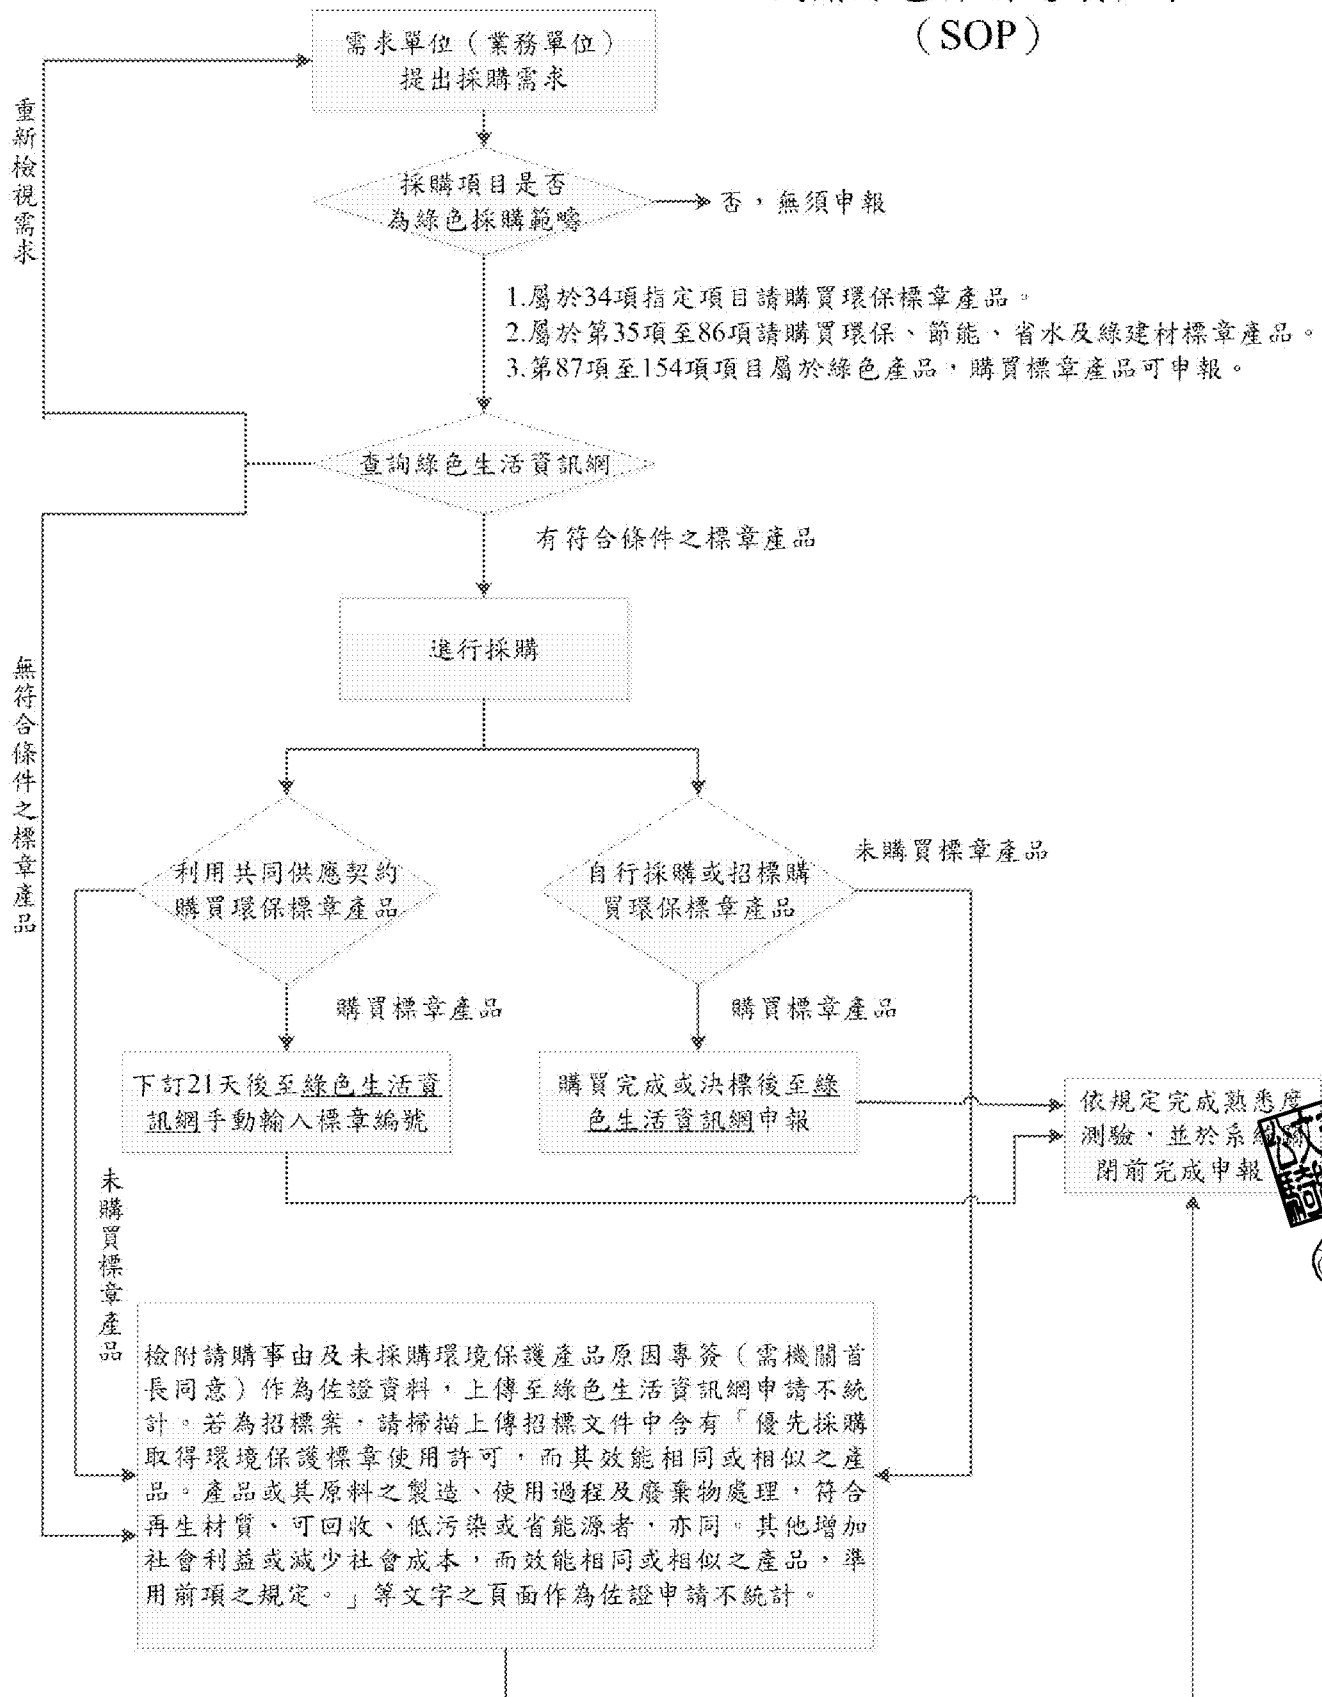 （SOP）
需求單位（業務單位）
提出採購需求
重新檢視需求
採購項目是否
為綠色採購範疇
否，無須申報
1.屬於34項指定項目請購買環保標章產品。
2.屬於第35項至86項請購買環保、節能、省水及綠建材標章產品。
3.第87項至154項項目屬於綠色產品，購買標章產品可申報。
查詢綠色生活資訊網
有符合條件之標章產品
無符合條件之標章產品
進行採購
利用共同供應契約
購買環保標章產品
自行採購或招標購
買環保標章產品
未購買標章產品
購買標章產品
購買標章產品
下訂21天後至綠色生活資
訊網手動輸入標章編號
購買完成或決標後至綠
色生活資訊網申報
依規定完成熟悉度
測驗，並於系統
閉前完成申報
未購買標章產品
檢附請購事由及未採購環境保護產品原因專簽（需機關首
長同意）作為佐證資料，上傳至綠色生活資訊網申請不統
計。若為招標案，請掃描上傳招標文件中含有「優先採購
取得環境保護標章使用許可，而其效能相同或相似之產
品。產品或其原料之製造、使用過程及廢棄物處理，符合
再生材質、可回收、低污染或省能源者，亦同。其他增加
社會利益或減少社會成本，而效能相同或相似之產品，準
用前項之規定。」等文字之頁面作為佐證申請不統計。